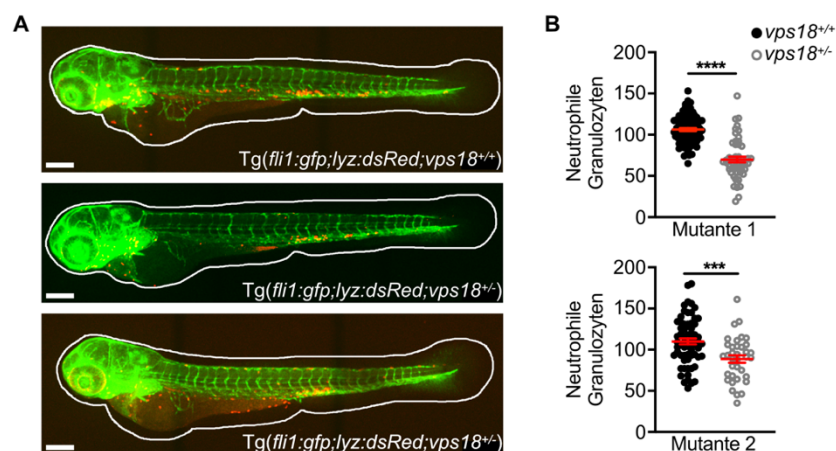 A
Tg(fli1:gfp;lyz:dsRed;vps18+/+)
Tg(fli1:gfp;lyz:dsRed;vps18+/-)
Tg(fli1:gfp;lyz:dsRed;vps18+/-)
B
vps18+/+
vps18+/-
Neutrophile
Granulozyten
200
150
100
50
0
****
Mutante 1
Neutrophile
Granulozyten
200
150
100
50
0
***
Mutante 2